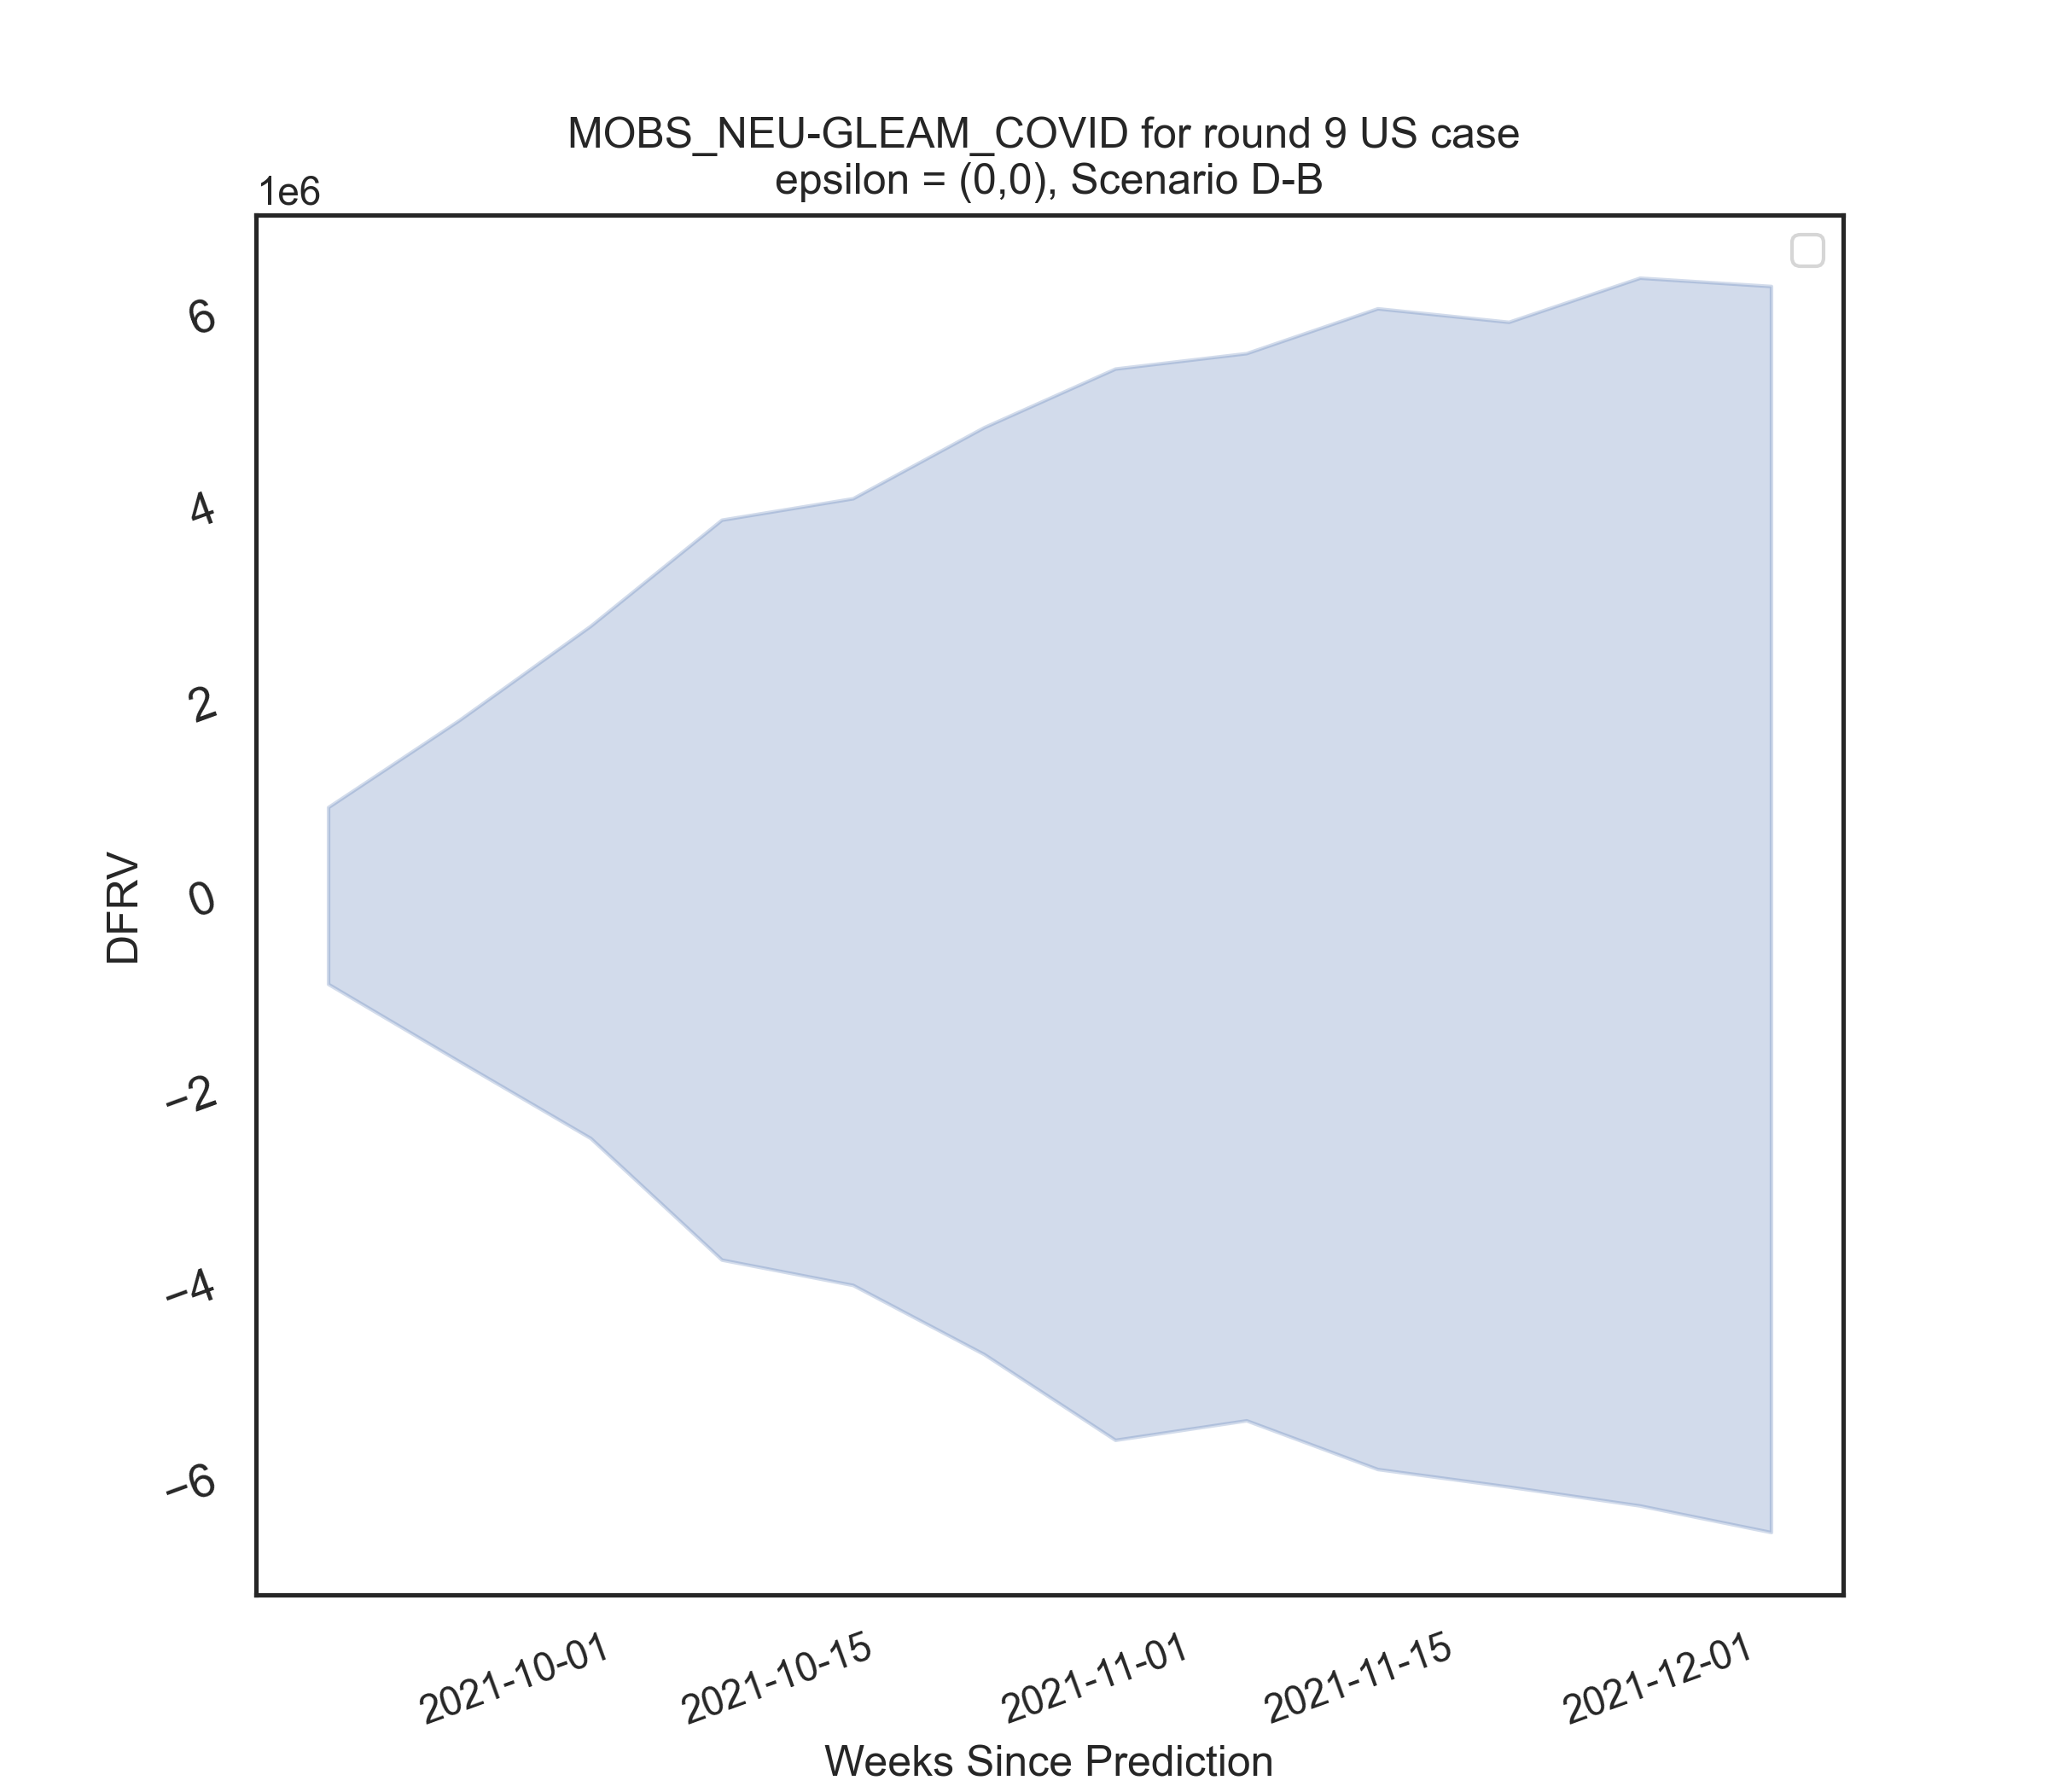 MOBS_NEU-GLEAM_COVID for round 9 US case
epsilon = (0,0), Scenario D-B
1e6
6
4
2
0
−2
−4
−6
DFRV
2021-10-01
2021-10-15
2021-11-01
2021-11-15
2021-12-01
Weeks Since Prediction